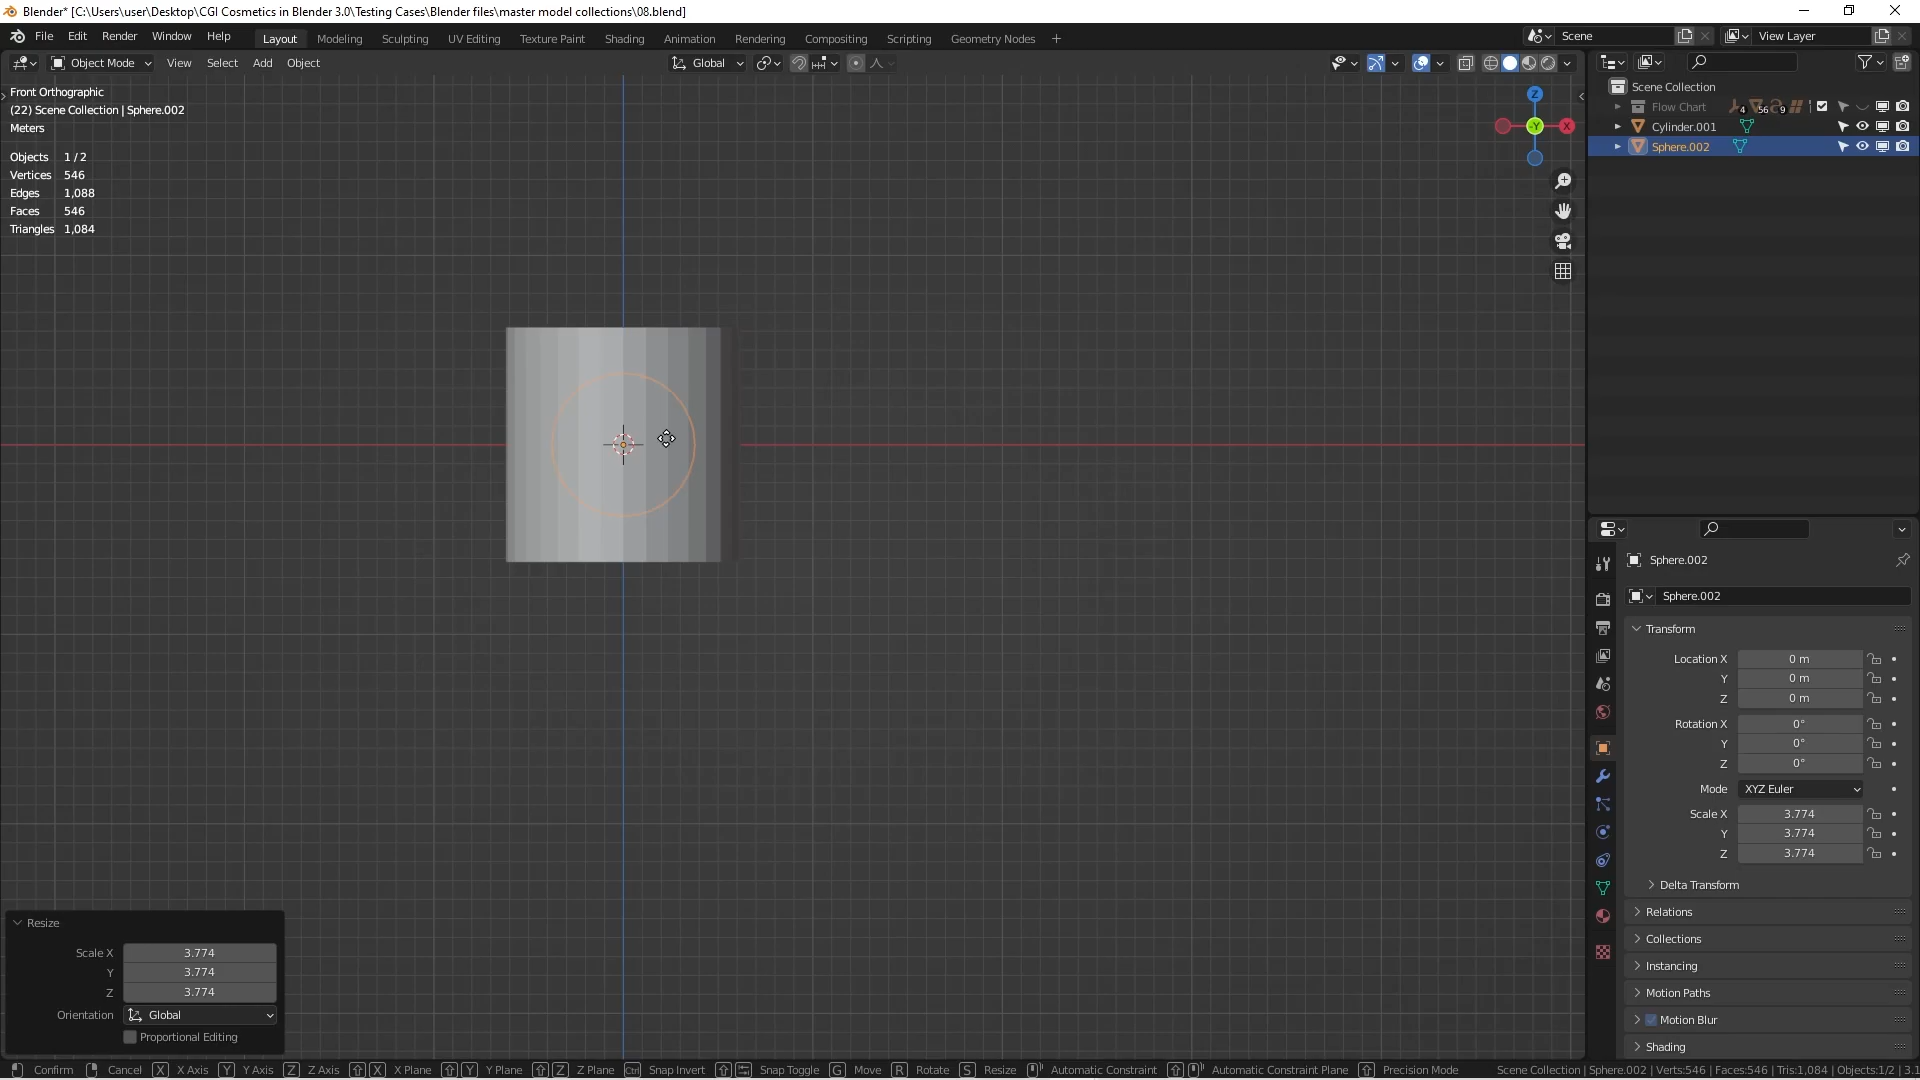 Blender* [C:\Users\user\Desktop\CGI Cosmetics in Blender 3.0\Testing Cases\Blender files\master model collections\08.blend]
File Edit Render Window Help Layout Modeling Sculpting UV Editing Texture Paint Shading Animation Rendering Compositing Scripting Geometry Nodes + Scene View Layer
Object Mode View Select Add Object Global
Front Orthographic
(22) Scene Collection | Sphere.002
Meters
Objects 1 / 2
Vertices 546
Edges 1,088
Faces 546
Triangles 1,084
Z
-Y
X
Scene Collection
Flow Chart 4 56 9
Cylinder.001
Sphere.002
Sphere.002
Sphere.002
Transform
Location X 0 m
Y 0 m
Z 0 m
Rotation X 0°
Y 0°
Z 0°
Mode XYZ Euler
Scale X 3.774
Y 3.774
Z 3.774
Delta Transform
Relations
Collections
Instancing
Motion Paths
Motion Blur
Shading
Resize
Scale X 3.774
Y 3.774
Z 3.774
Orientation Global
Proportional Editing
Confirm Cancel X X Axis Y Y Axis Z Z Axis X X Plane Y Y Plane Z Z Plane Ctrl Snap Invert Snap Toggle G Move R Rotate S Resize Automatic Constraint Automatic Constraint Plane Precision Mode Scene Collection | Sphere.002 | Verts:546 | Faces:546 | Tris:1,084 | Objects:1/2 | 3.1